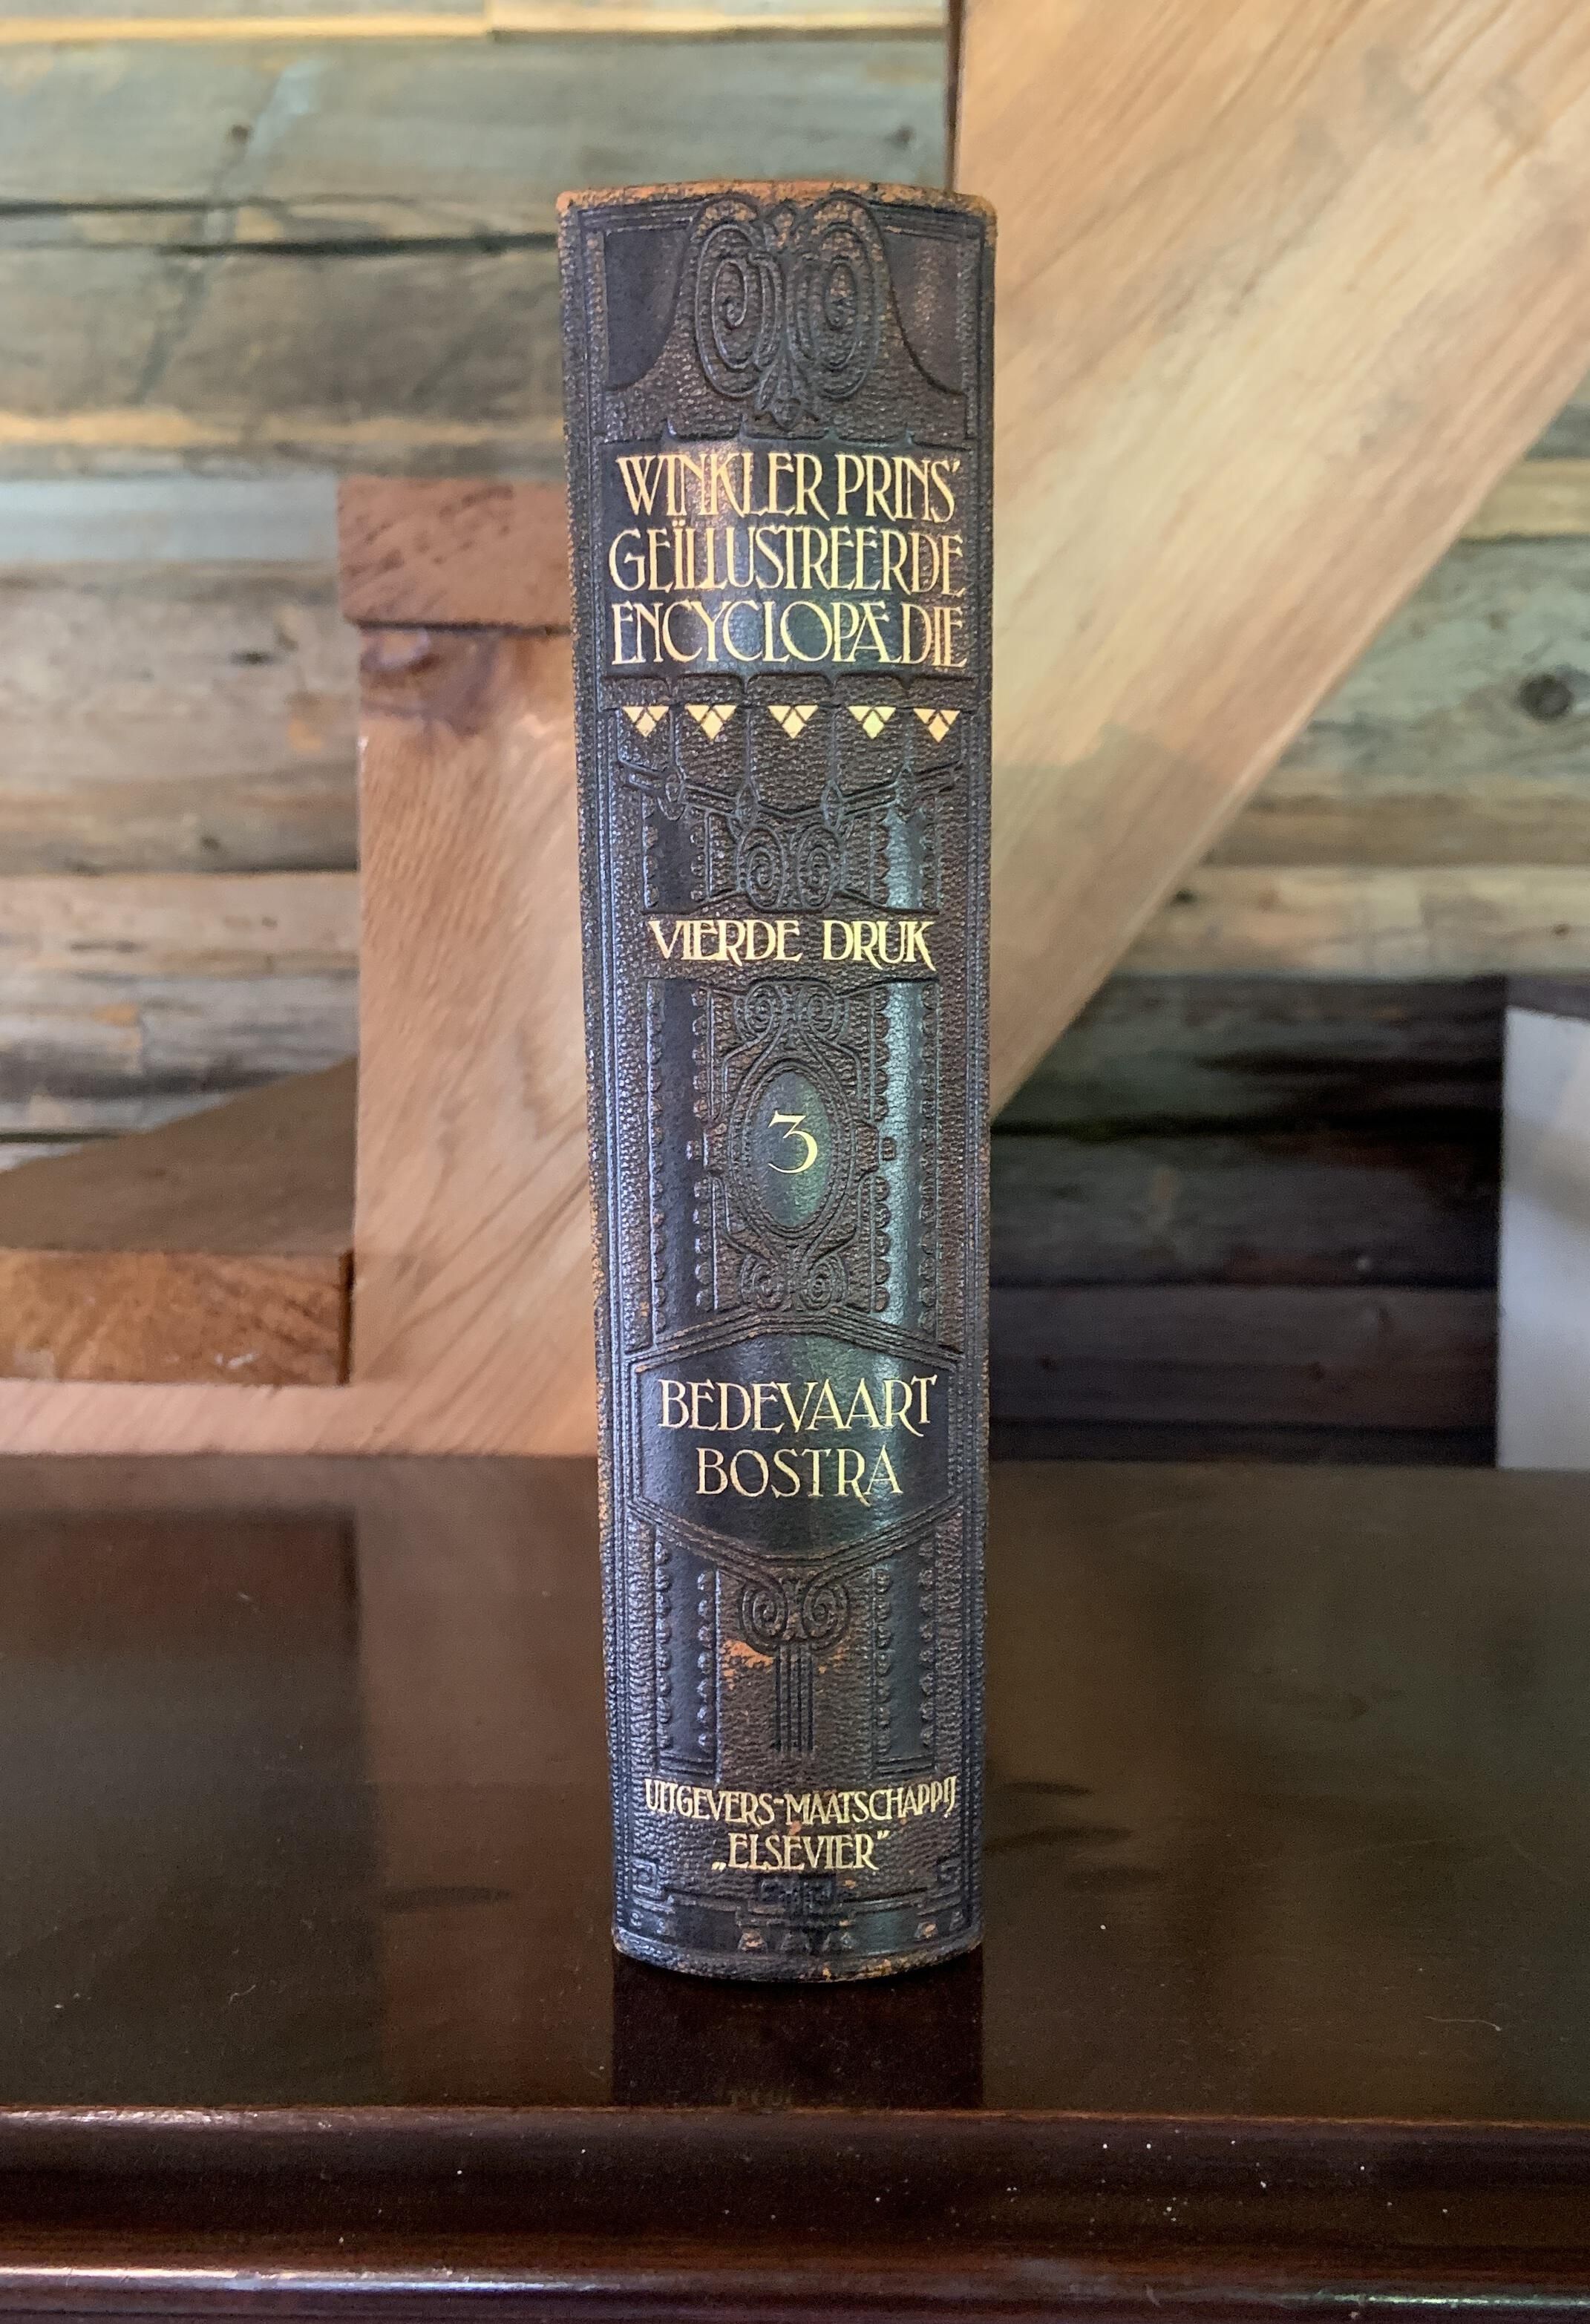 WINKLER PRINS'
GEÏLLUSTREERDE
ENCYCLOPÆDIE
VIERDE DRUK
3
BEDEVAART
BOSTRA
UITGEVERS-MAATSCHAPPIJ
„ELSEVIER”